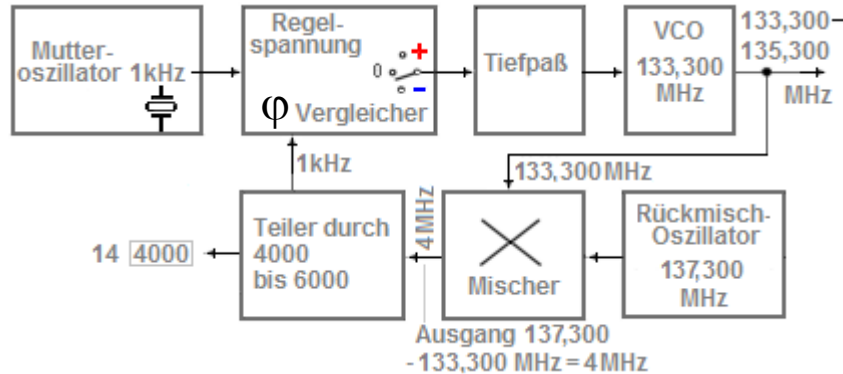 Mutter-
oszillator 1kHz
Regel-
spannung
+
0
-
φ Vergleicher
Tiefpaß
VCO
133,300
MHz
133,300–
135,300
MHz
1kHz
133,300 MHz
Teiler durch
4000
bis 6000
14 4000
4 MHz
Mischer
Rückmisch-
Oszillator
137,300
MHz
Ausgang 137,300
- 133,300 MHz = 4 MHz